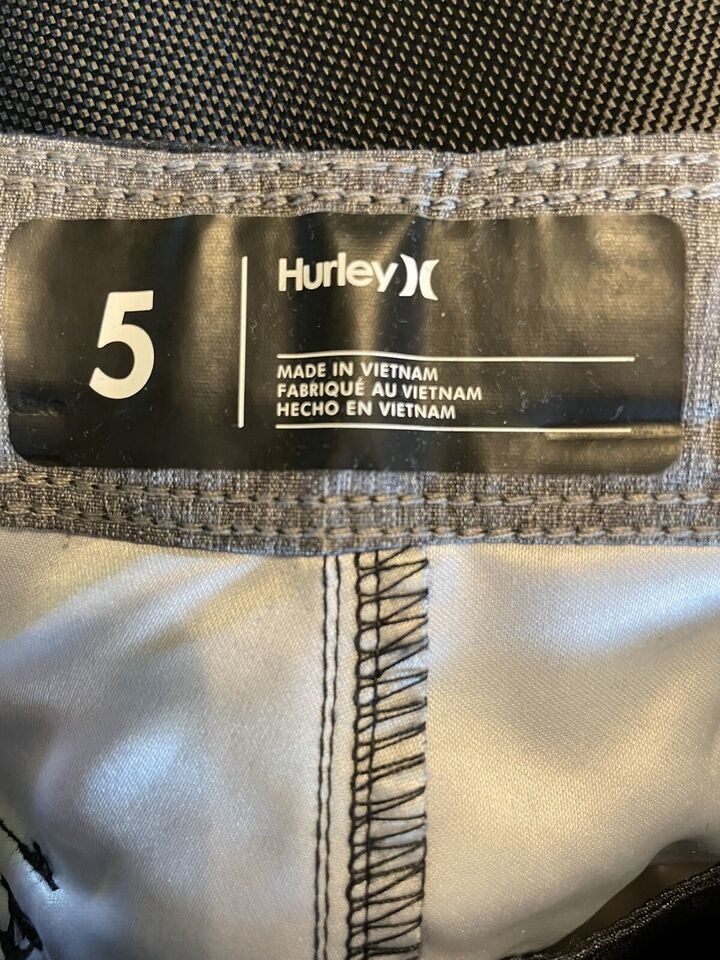 5
Hurley
MADE IN VIETNAM
FABRIQUÉ AU VIETNAM
HECHO EN VIETNAM